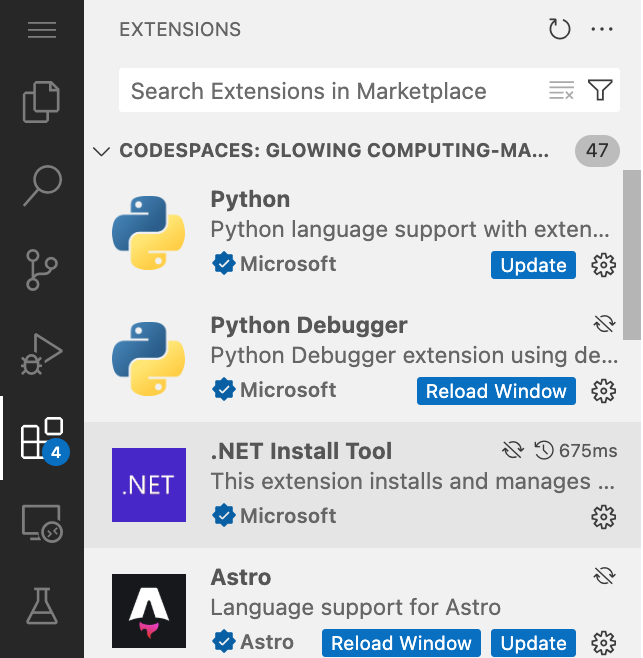 EXTENSIONS
Search Extensions in Marketplace
CODESPACES: GLOWING COMPUTING-MA... 47
Python
Python language support with exten...
Microsoft Update
Python Debugger
Python Debugger extension using de...
Microsoft Reload Window
.NET .NET Install Tool 675ms
This extension installs and manages ...
Microsoft
4
Astro
Language support for Astro
Astro Reload Window Update